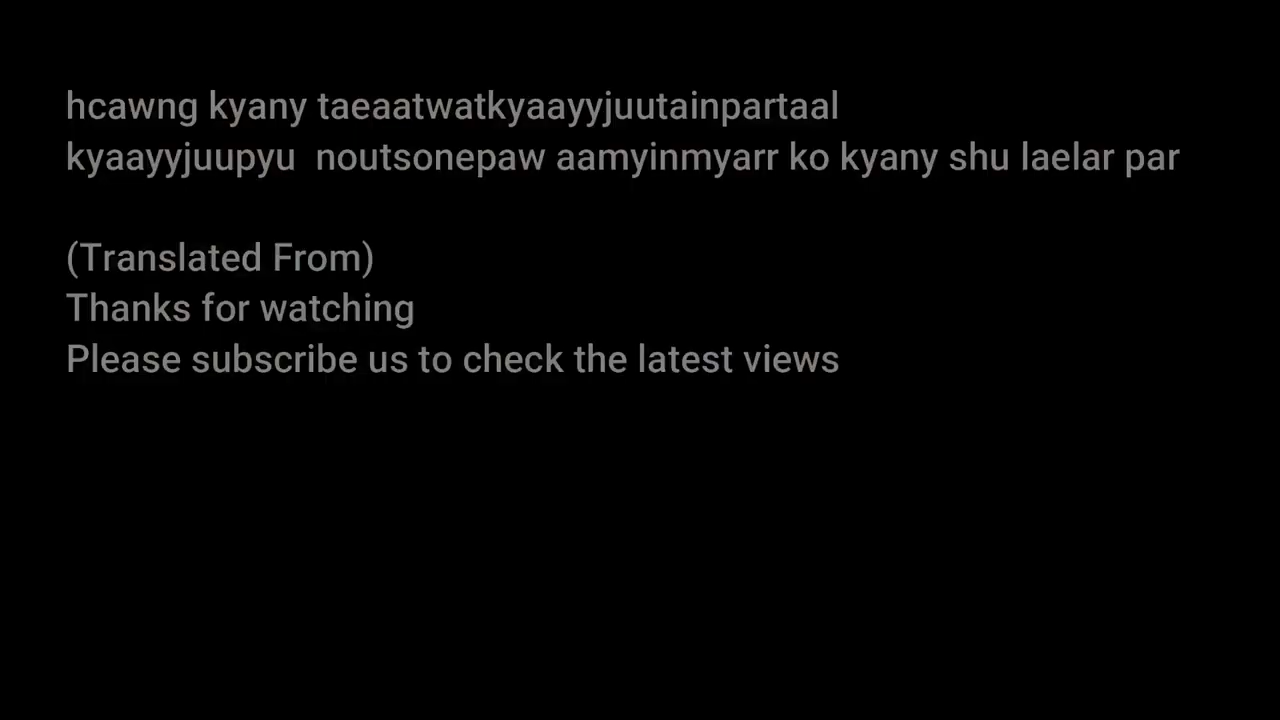 hcawng kyany taeaatwatkyaayyjuutainpartaal
kyaayyjuupyu  noutsonepaw aamyinmyarr ko kyany shu laelar par
(Translated From)
Thanks for watching
Please subscribe us to check the latest views